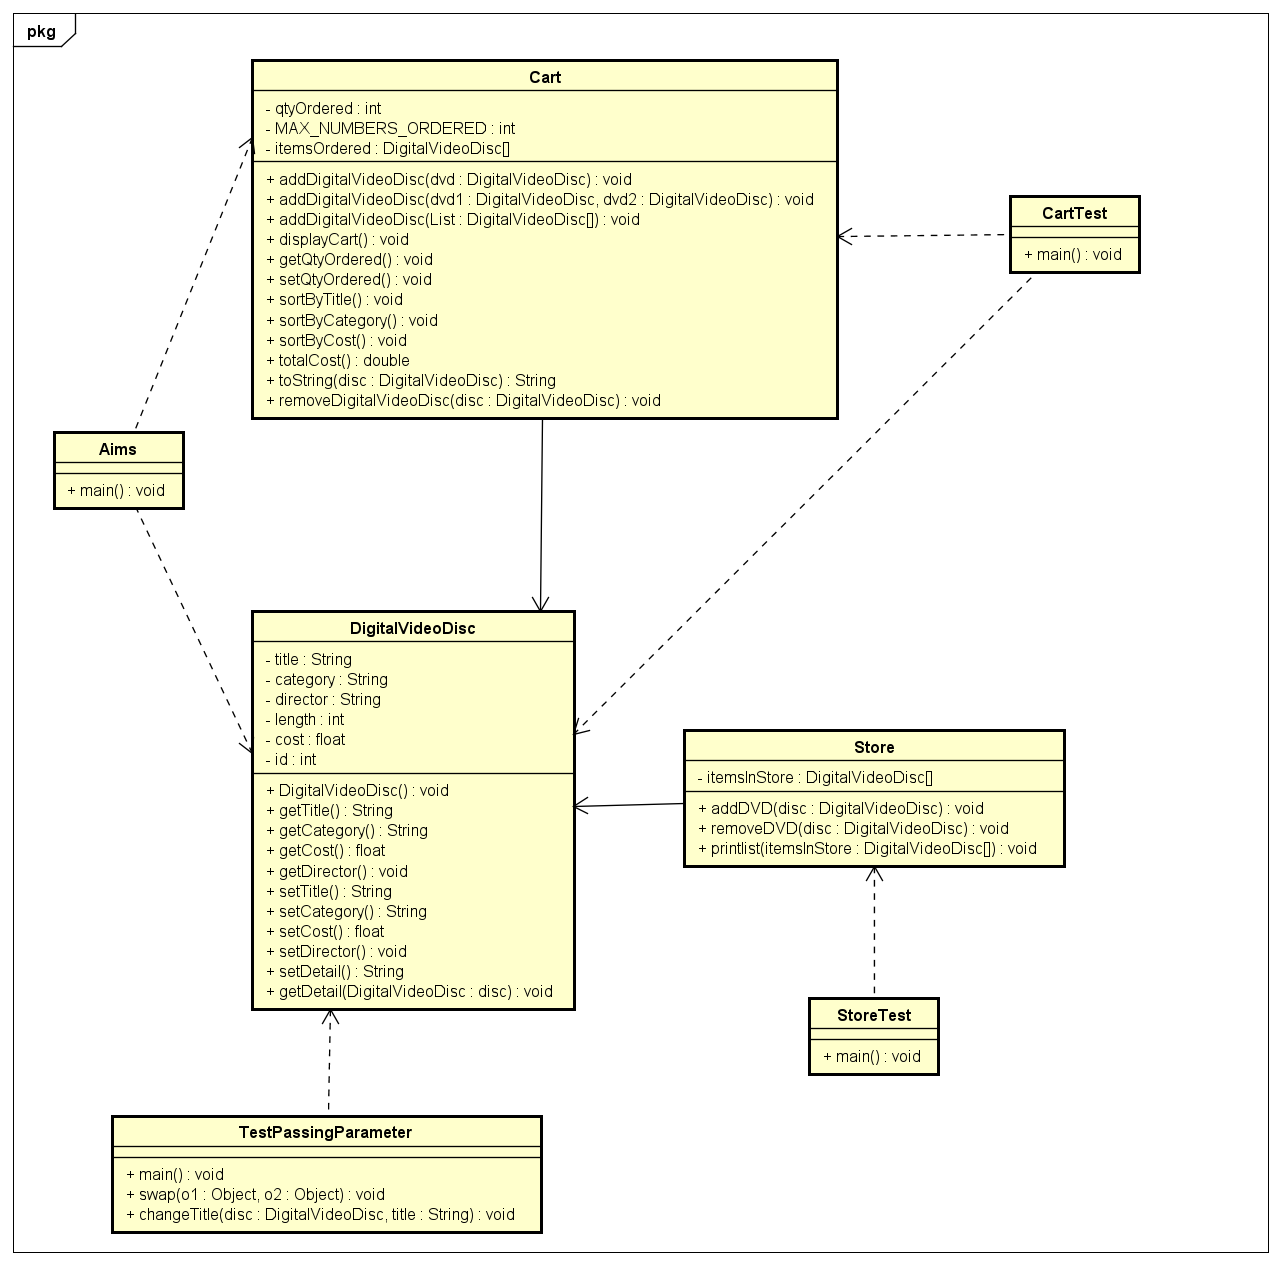 pkg
Cart
- qtyOrdered : int
- MAX_NUMBERS_ORDERED : int
- itemsOrdered : DigitalVideoDisc[]
+ addDigitalVideoDisc(dvd : DigitalVideoDisc) : void
+ addDigitalVideoDisc(dvd1 : DigitalVideoDisc, dvd2 : DigitalVideoDisc) : void
+ addDigitalVideoDisc(List : DigitalVideoDisc[]) : void
+ displayCart() : void
+ getQtyOrdered() : void
+ setQtyOrdered() : void
+ sortByTitle() : void
+ sortByCategory() : void
+ sortByCost() : void
+ totalCost() : double
+ toString(disc : DigitalVideoDisc) : String
+ removeDigitalVideoDisc(disc : DigitalVideoDisc) : void
CartTest
+ main() : void
Aims
+ main() : void
DigitalVideoDisc
- title : String
- category : String
- director : String
- length : int
- cost : float
- id : int
+ DigitalVideoDisc() : void
+ getTitle() : String
+ getCategory() : String
+ getCost() : float
+ getDirector() : void
+ setTitle() : String
+ setCategory() : String
+ setCost() : float
+ setDirector() : void
+ setDetail() : String
+ getDetail(DigitalVideoDisc : disc) : void
Store
- itemsInStore : DigitalVideoDisc[]
+ addDVD(disc : DigitalVideoDisc) : void
+ removeDVD(disc : DigitalVideoDisc) : void
+ printlist(itemsInStore : DigitalVideoDisc[]) : void
StoreTest
+ main() : void
TestPassingParameter
+ main() : void
+ swap(o1 : Object, o2 : Object) : void
+ changeTitle(disc : DigitalVideoDisc, title : String) : void